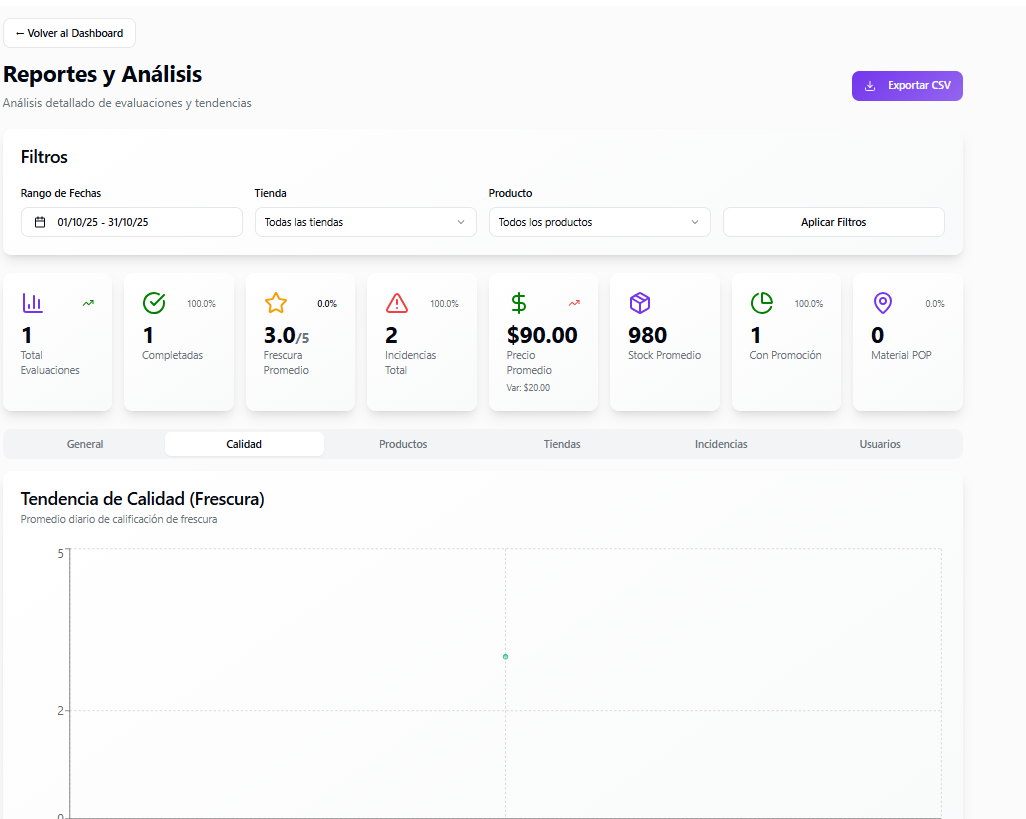 ← Volver al Dashboard
Reportes y Análisis
Análisis detallado de evaluaciones y tendencias
Exportar CSV
Filtros
Rango de Fechas
01/10/25 - 31/10/25
Tienda
Todas las tiendas
Producto
Todos los productos
Aplicar Filtros
1
Total
Evaluaciones
100.0%
1
Completadas
0.0%
3.0/5
Frescura
Promedio
100.0%
2
Incidencias
Total
$90.00
Precio
Promedio
Var: $20.00
980
Stock Promedio
100.0%
1
Con Promoción
0.0%
0
Material POP
General
Calidad
Productos
Tiendas
Incidencias
Usuarios
Tendencia de Calidad (Frescura)
Promedio diario de calificación de frescura
5
2
0